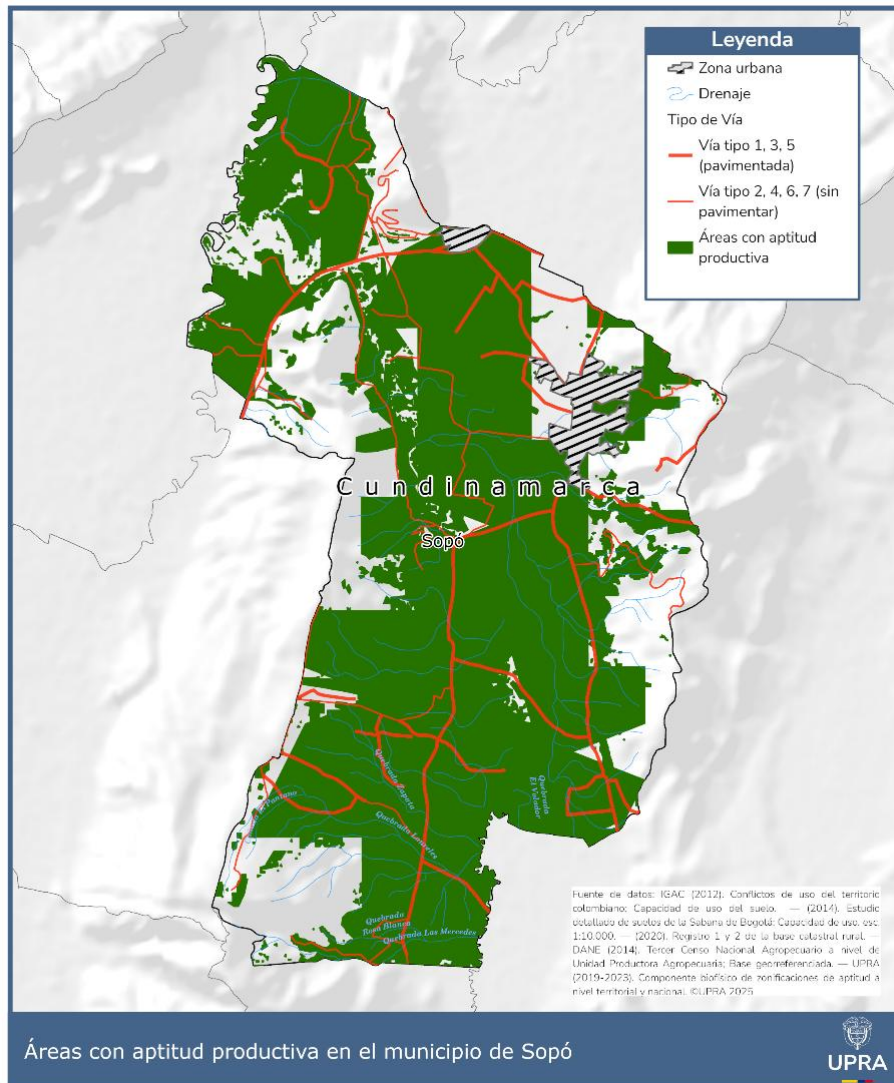 Leyenda
Zona urbana
Drenaje
Tipo de Vía
Vía tipo 1, 3, 5
(pavimentada)
Vía tipo 2, 4, 6, 7 (sin
pavimentar)
Áreas con aptitud
productiva
Cundinamarca
Sopó
Quebrada
El Volador
Quebrada Zapota
Pantano
Quebrada
Quebrada
Rosa Blanca
Quebrada Las Mercedes
Fuente de datos: IGAC (2012). Conflictos de uso del territorio
colombiano: Capacidad de uso del suelo. — (2014). Estudio
detallado de suelos de la Sabana de Bogotá: Capacidad de uso. esc.
1:10.000. — (2020). Registro 1 y 2 de la base catastral rural. —
DANE (2014). Tercer Censo Nacional Agropecuario a nivel de
Unidad Productora Agropecuaria; Base georeferenciada. — UPRA
(2019-2023). Componente biofísico de zonificaciones de aptitud a
nivel territorial y nacional. ©UPRA 2025
Áreas con aptitud productiva en el municipio de Sopó
UPRA